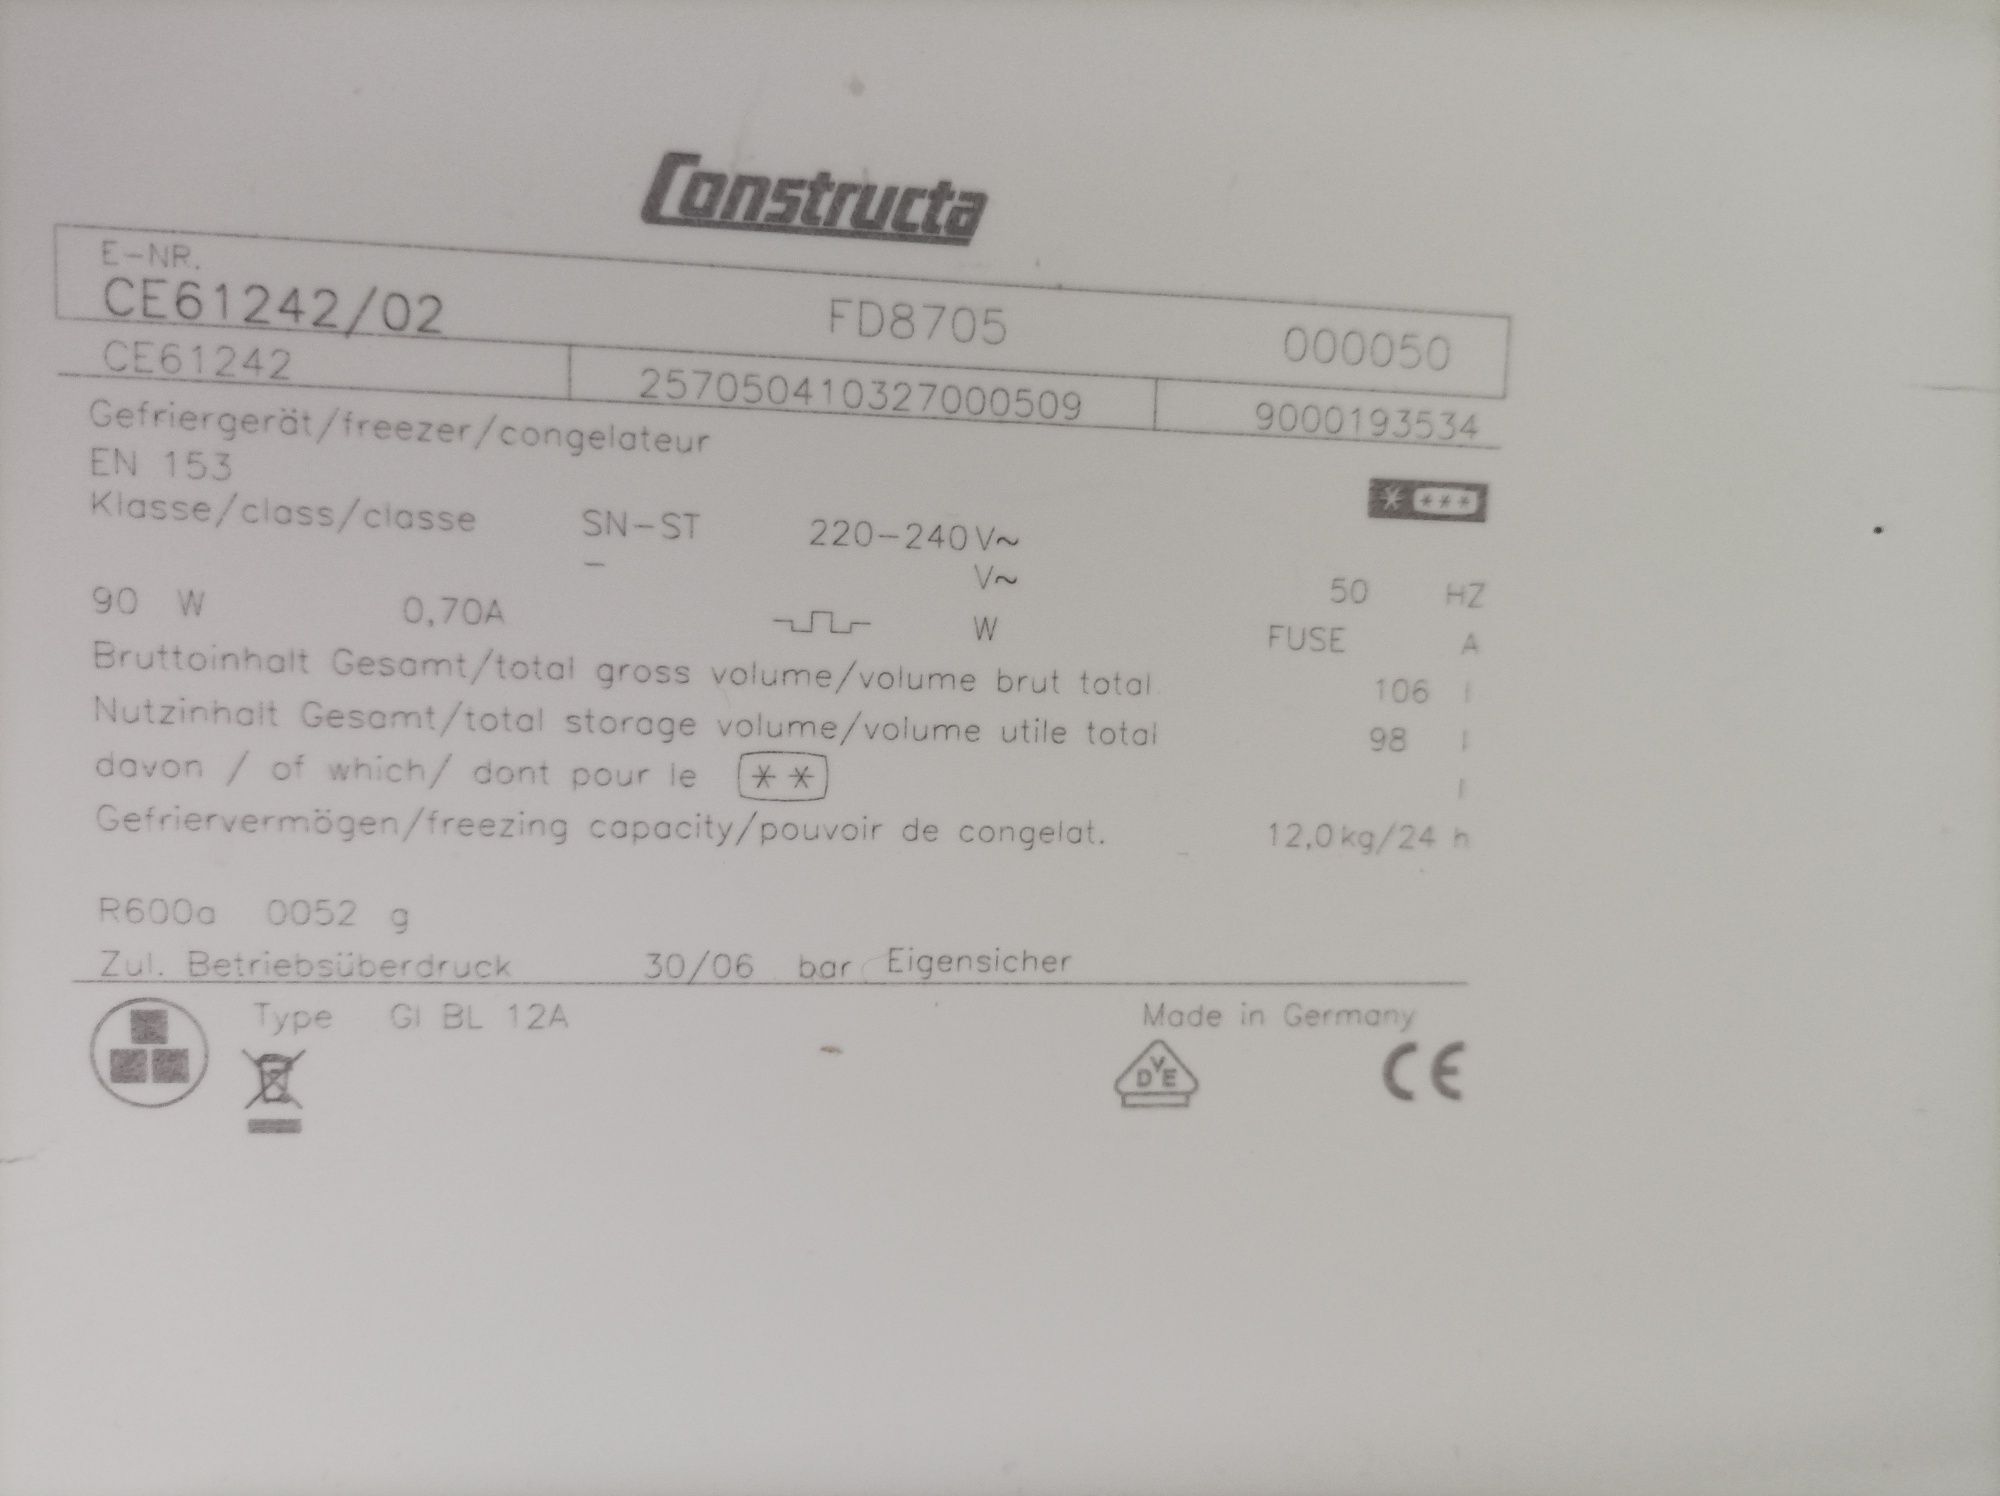 Constructa
E-NR.
CE61242/02 FD8705 000050
CE61242 257050410327000509 9000193534
Gefriergerät/freezer/congelateur
EN 153
Klasse/class/classe SN-ST 220-240V~
- V~ 50 HZ
90 W 0,70A W FUSE A
Bruttoinhalt Gesamt/total gross volume/volume brut total 106 l
Nutzinhalt Gesamt/total storage volume/volume utile total 98 l
davon / of which/ dont pour le ** l
Gefriervermögen/freezing capacity/pouvoir de congelat. 12,0kg/24 h
R600a 0052 g
Zul. Betriebsüberdruck 30/06 bar Eigensicher
Type GI BL 12A Made in Germany
DVE CE